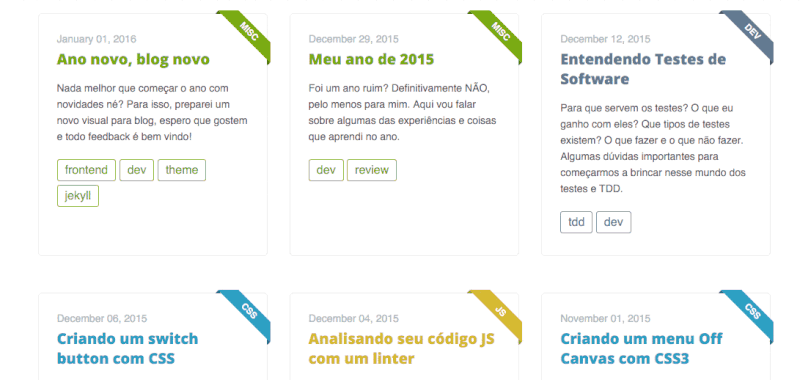 MISC
January 01, 2016
Ano novo, blog novo
Nada melhor que começar o ano com
novidades né? Para isso, preparei um
novo visual para blog, espero que gostem
e todo feedback é bem vindo!
frontend dev theme
jekyll
MISC
December 29, 2015
Meu ano de 2015
Foi um ano ruim? Definitivamente NÃO,
pelo menos para mim. Aqui vou falar
sobre algumas das experiências e coisas
que aprendi no ano.
dev review
DEV
December 12, 2015
Entendendo Testes de
Software
Para que servem os testes? O que eu
ganho com eles? Que tipos de testes
existem? O que fazer e o que não fazer.
Algumas dúvidas importantes para
começarmos a brincar nesse mundo dos
testes e TDD.
tdd dev
CSS
December 06, 2015
Criando um switch
button com CSS
JS
December 04, 2015
Analisando seu código JS
com um linter
CSS
November 01, 2015
Criando um menu Off
Canvas com CSS3